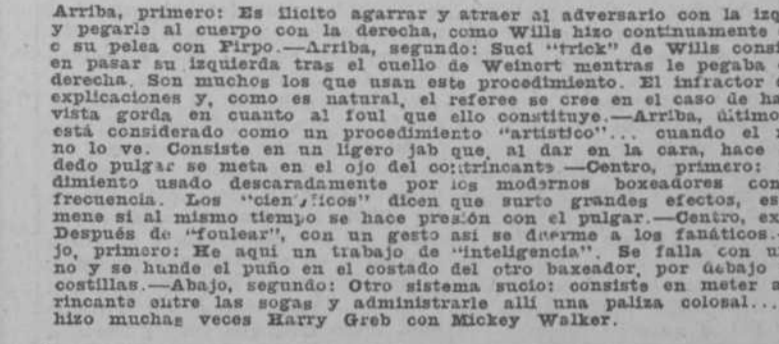 Arriba, primero: Es ilícito agarrar y atraer al adversario con la izq
y pegarle al cuerpo con la derecha, como Wills hizo continuamente
c su pelea con Firpo.—Arriba, segundo: Suci "trick" de Wills consi
en pasar su izquierda tras el cuello de Weinert mentras le pegaba
derecha. Son muchos los que usan este procedimiento. El infractor
explicaciones y, como es natural, el referee se cree en el caso de ha
vista gorda en cuanto al foul que ello constituye.—Arriba, último
está considerado como un procedimiento "artístico"... cuando el
no lo ve. Consiste en un ligero jab que, al dar en la cara, hace
dedo pulgar se meta en el ojo del contrincante.—Centro, primero:
dimiento usado descaradamente por los modernos boxeadores con
frecuencia. Los "científicos" dicen que surte grandes efectos, es
mene si al mismo tiempo se hace presión con el pulgar.—Centro, ex
Después de "foulear", con un gesto así se duerme a los fanáticos.
jo, primero: He aquí un trabajo de "inteligencia". Se falla con u
no y se hunde el puño en el costado del otro baxeador, por debajo
costillas.—Abajo, segundo: Otro sistema sucio: consiste en meter a
rincante entre las sogas y administrarle allí una paliza colosal...
hizo muchas veces Harry Greb con Mickey Walker.